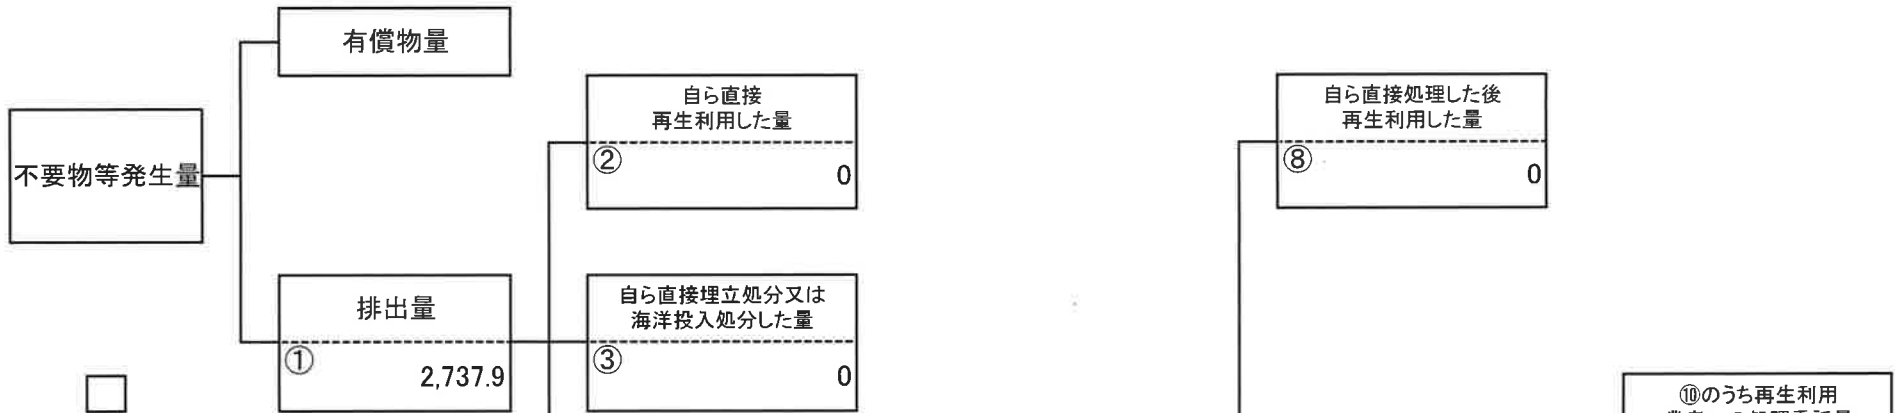 有償物量
不要物等発生量
排出量
①
2,737.9
自ら直接
再生利用した量
②
0
自ら直接埋立処分又は
海洋投入処分した量
③
0
自ら直接処理した後
再生利用した量
⑧
0
⑩のうち再生利用